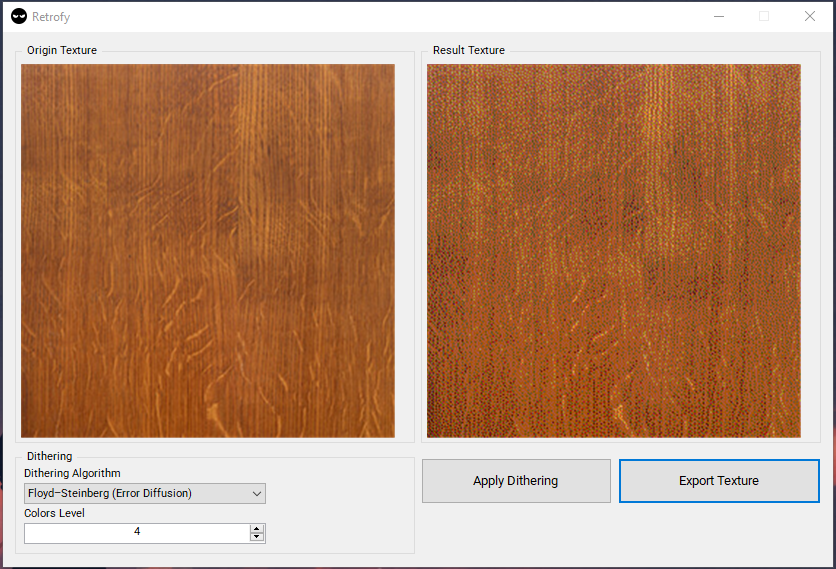 Retrofy
Origin Texture
Result Texture
Dithering
Dithering Algorithm
Floyd–Steinberg (Error Diffusion)
Colors Level
4
Apply Dithering
Export Texture